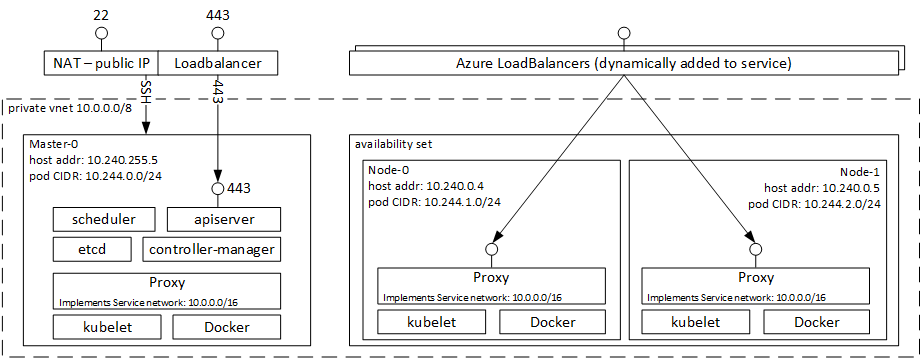 22
443
NAT – public IP
Loadbalancer
Azure LoadBalancers (dynamically added to service)
SSH
443
private vnet 10.0.0.0/8
Master-0
host addr: 10.240.255.5
pod CIDR: 10.244.0.0/24
443
scheduler
apiserver
etcd
controller-manager
Proxy
Implements Service network: 10.0.0.0/16
kubelet
Docker
availability set
Node-0
host addr: 10.240.0.4
pod CIDR: 10.244.1.0/24
Proxy
Implements Service network: 10.0.0.0/16
kubelet
Docker
Node-1
host addr: 10.240.0.5
pod CIDR: 10.244.2.0/24
Proxy
Implements Service network: 10.0.0.0/16
kubelet
Docker